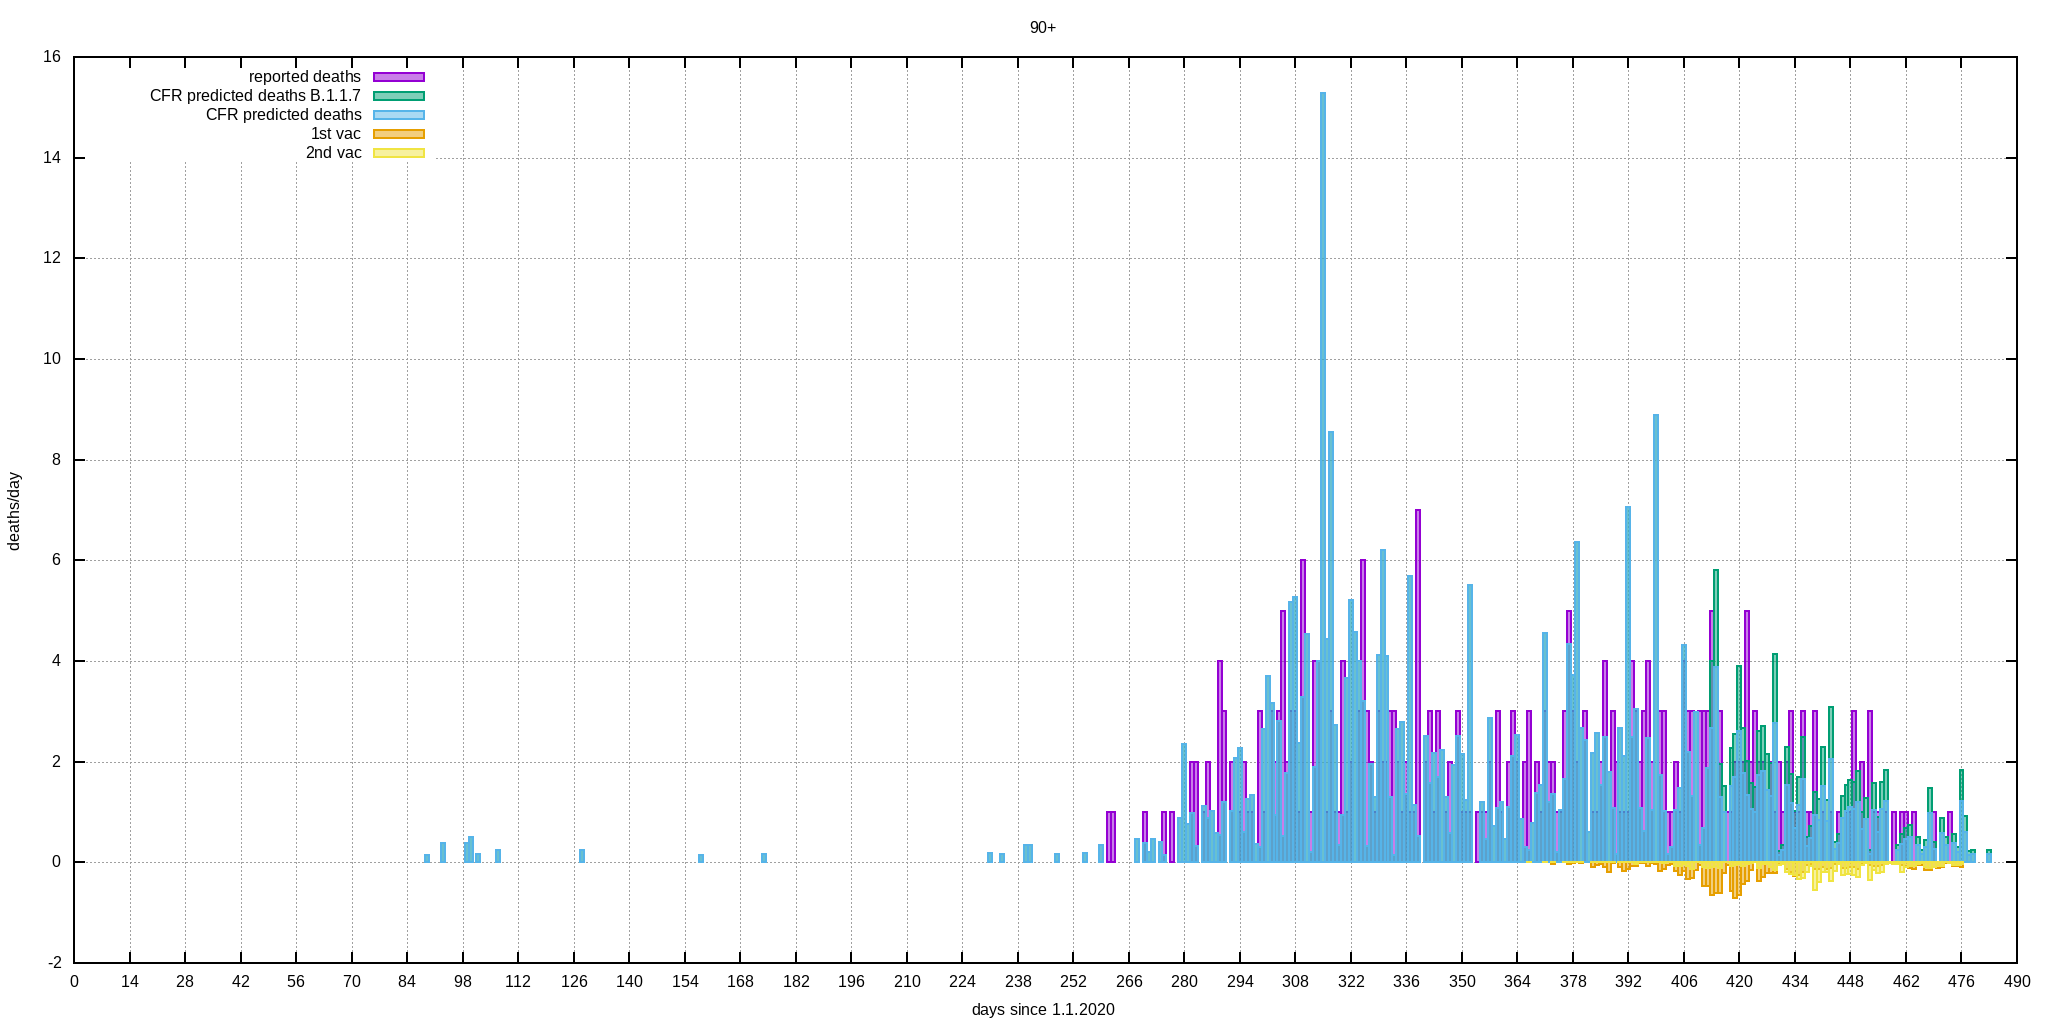 90+
16
reported deaths
CFR predicted deaths B.1.1.7
CFR predicted deaths
1st vac
2nd vac
14
12
10
8
deaths/day
6
4
2
0
-2
0 14 28 42 56 70 84 98 112 126 140 154 168 182 196 210 224 238 252 266 280 294 308 322 336 350 364 378 392 406 420 434 448 462 476 490
days since 1.1.2020